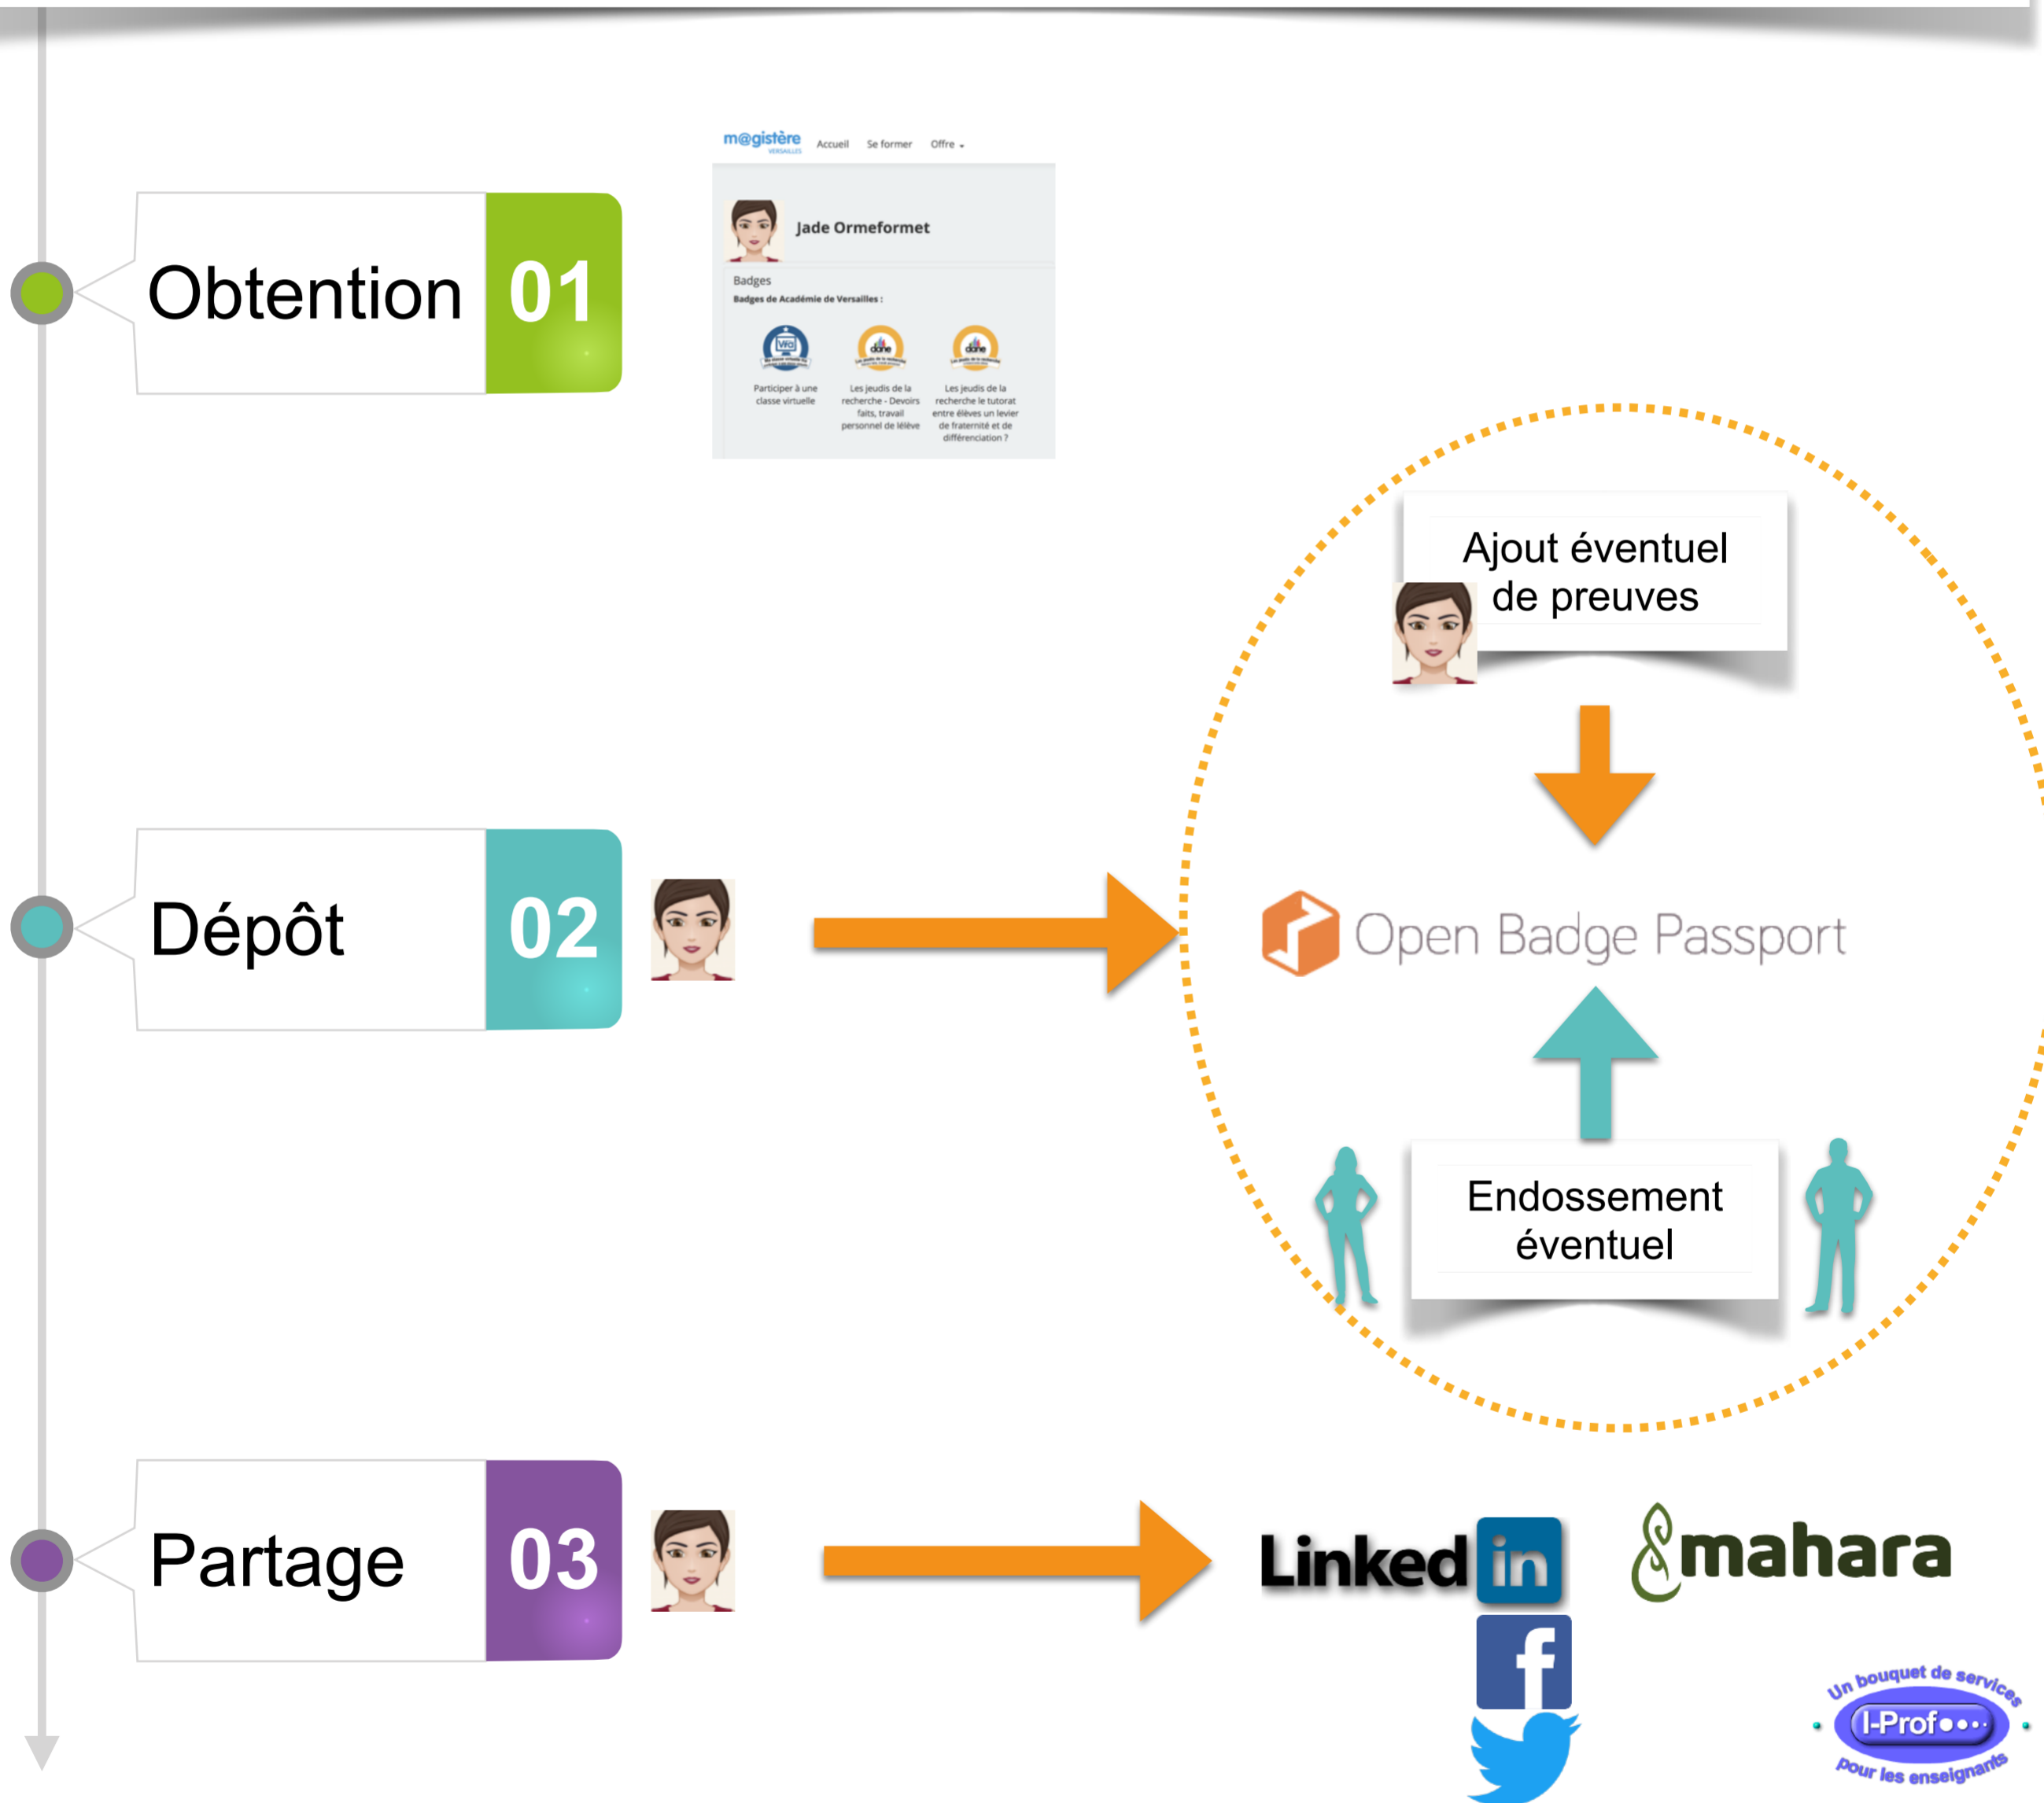 m@gistère
VERSAILLES
Accueil Se former Offre
Jade Ormeformet
Badges
Badges de Académie de Versailles :
VFa
dane
dane
Participer à une
classe virtuelle
Les jeudis de la
recherche - Devoirs
faits, travail
personnel de lélève
Les jeudis de la
recherche le tutorat
entre élèves un levier
de fraternité et de
différenciation ?
Obtention 01
Ajout éventuel
de preuves
Dépôt 02
Open Badge Passport
Endossement
éventuel
Partage 03
Linked in
mahara
f
Un bouquet de services
I-Prof
pour les enseignants